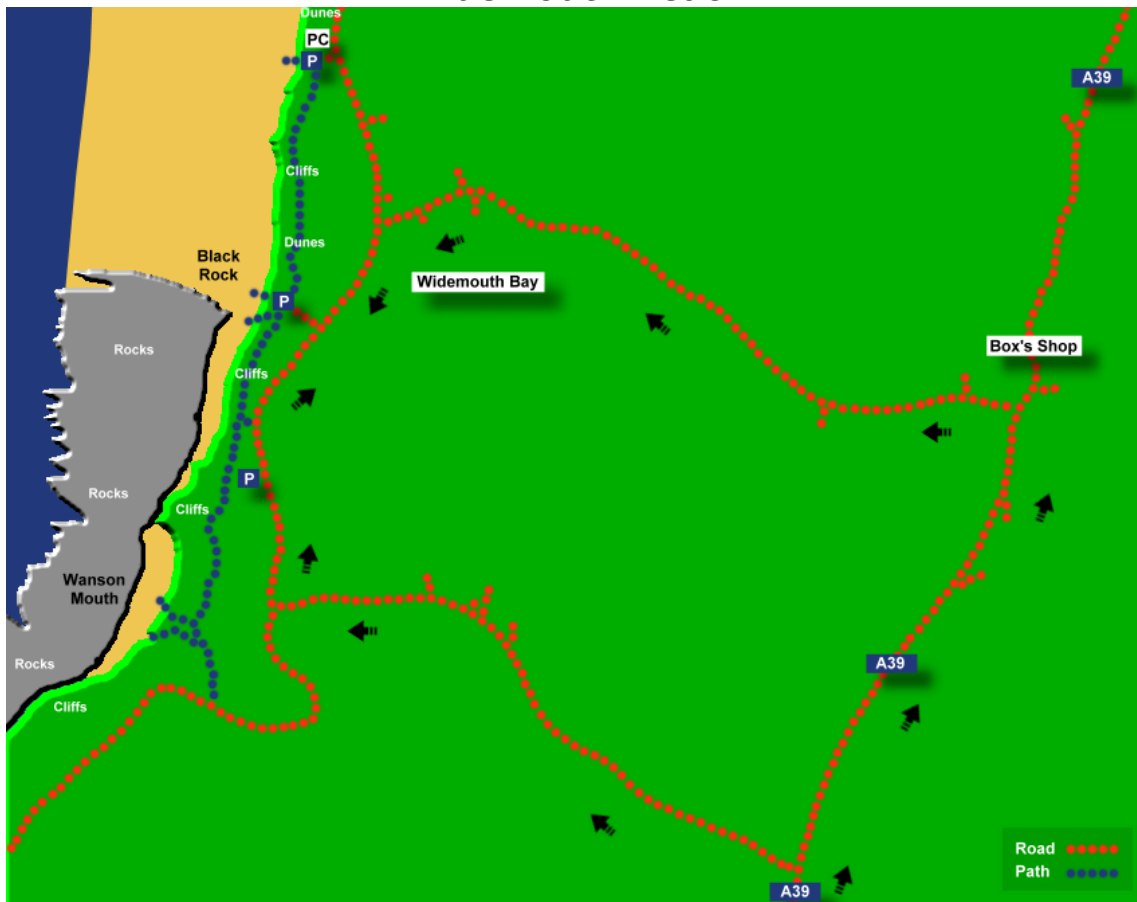 Dunes
PC
P
A39
Cliffs
Dunes
Black
Rock
Widemouth Bay
P
Rocks
Box's Shop
Cliffs
P
Rocks
Cliffs
Wanson
Mouth
Rocks
A39
Cliffs
Road
Path
A39